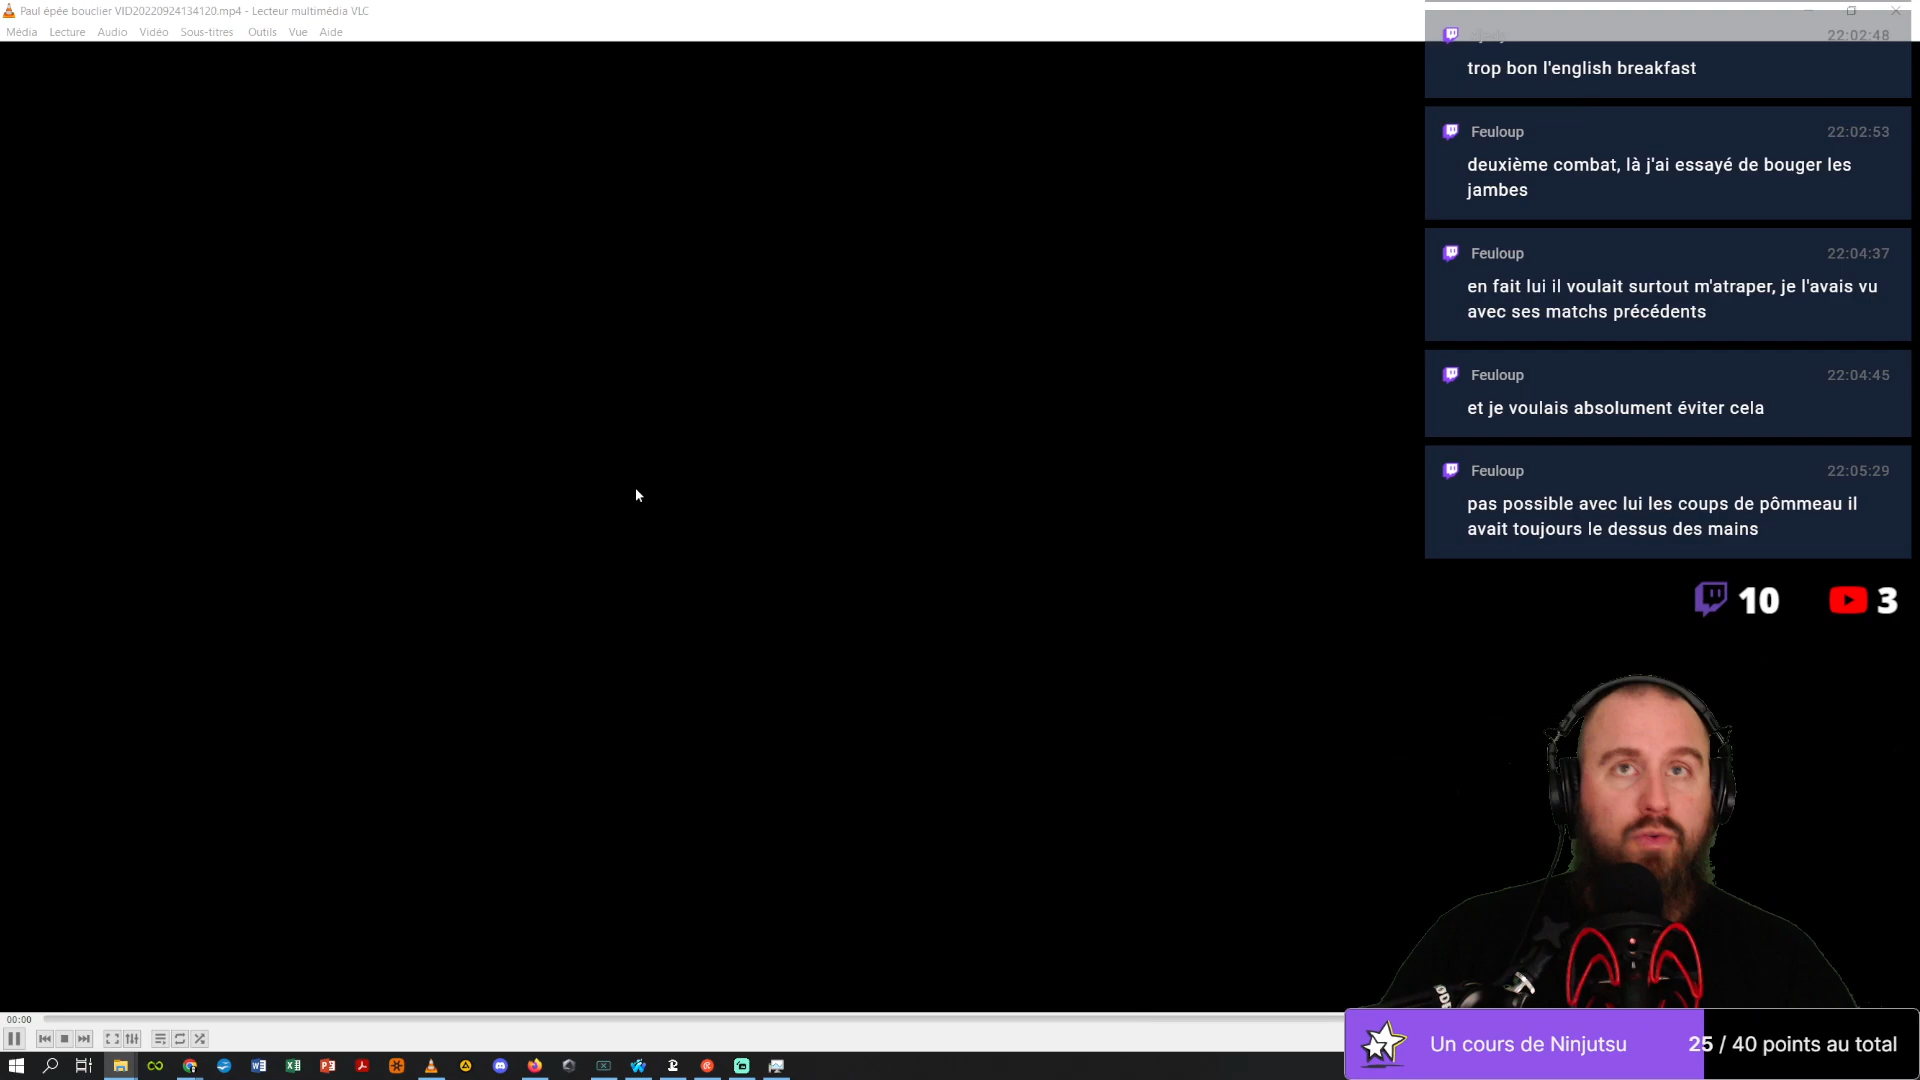 Paul épée bouclier VID20220924134120.mp4 - Lecteur multimédia VLC
Média Lecture Audio Vidéo Sous-titres Outils Vue Aide
22:02:48
trop bon l'english breakfast
Feuloup 22:02:53
deuxième combat, là j'ai essayé de bouger les
jambes
Feuloup 22:04:37
en fait lui il voulait surtout m'atraper, je l'avais vu
avec ses matchs précédents
Feuloup 22:04:45
et je voulais absolument éviter cela
Feuloup 22:05:29
pas possible avec lui les coups de pômmeau il
avait toujours le dessus des mains
10 3
00:00
Un cours de Ninjutsu 25 / 40 points au total